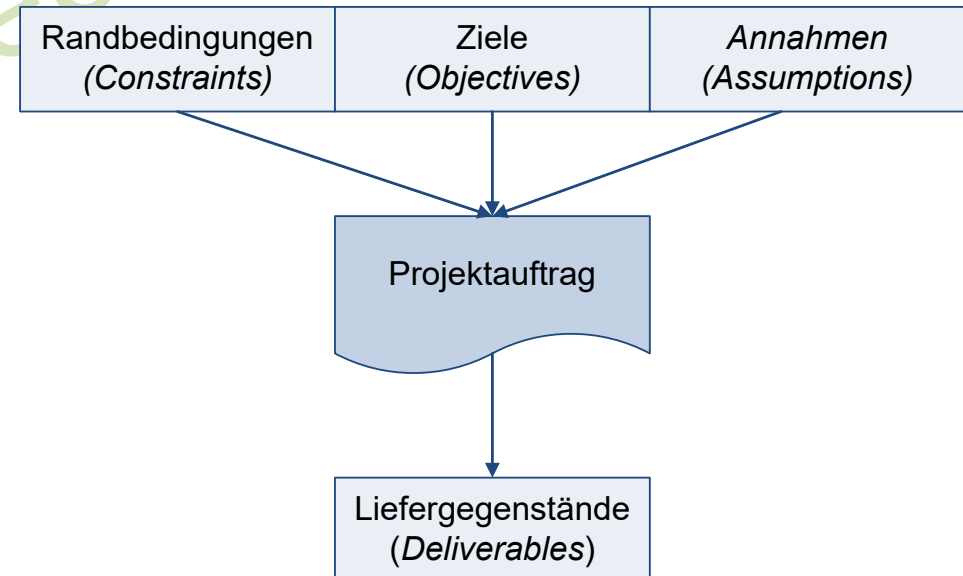 Randbedingungen
(Constraints)
Ziele
(Objectives)
Annahmen
(Assumptions)
Projektauftrag
Liefergegenstände
(Deliverables)